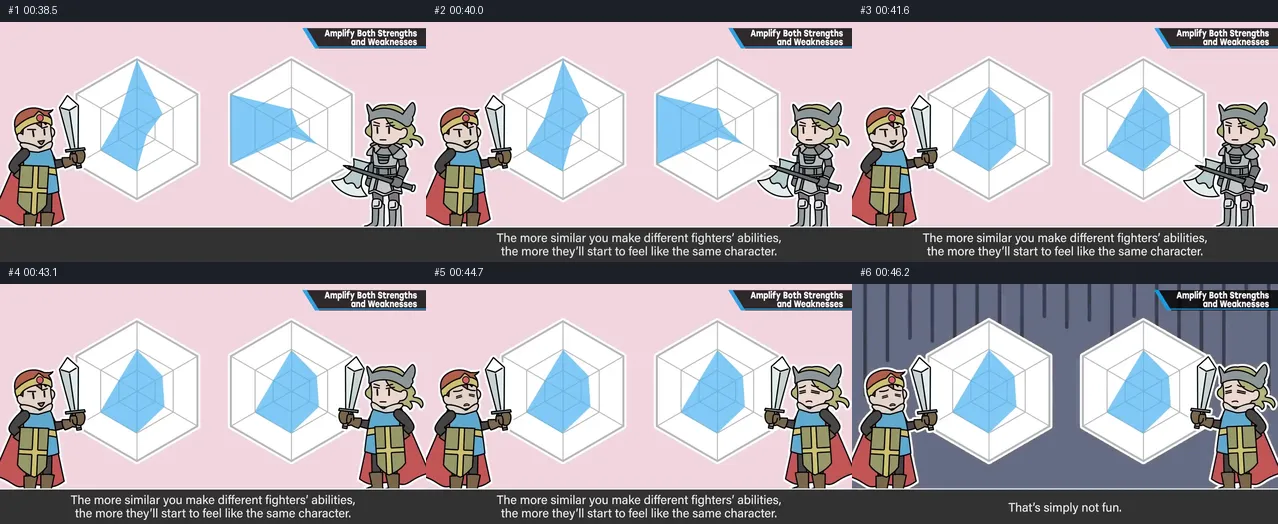 #1 00:38.5
Amplify Both Strengths
and Weaknesses
#2 00:40.0
Amplify Both Strengths
and Weaknesses
The more similar you make different fighters' abilities,
the more they'll start to feel like the same character.
#3 00:41.6
Amplify Both Strengths
and Weaknesses
The more similar you make different fighters' abilities,
the more they'll start to feel like the same character.
#4 00:43.1
Amplify Both Strengths
and Weaknesses
The more similar you make different fighters' abilities,
the more they'll start to feel like the same character.
#5 00:44.7
Amplify Both Strengths
and Weaknesses
The more similar you make different fighters' abilities,
the more they'll start to feel like the same character.
#6 00:46.2
Amplify Both Strengths
and Weaknesses
That's simply not fun.